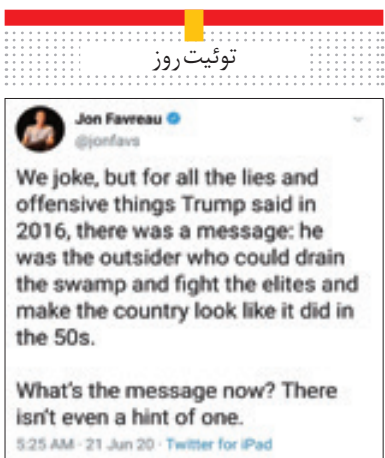 توئیت روز
Jon Favreau
@jonfavs
We joke, but for all the lies and
offensive things Trump said in
2016, there was a message: he
was the outsider who could drain
the swamp and fight the elites and
make the country look like it did in
the 50s.
What's the message now? There
isn't even a hint of one.
5:25 AM · 21 Jun 20 · Twitter for iPad